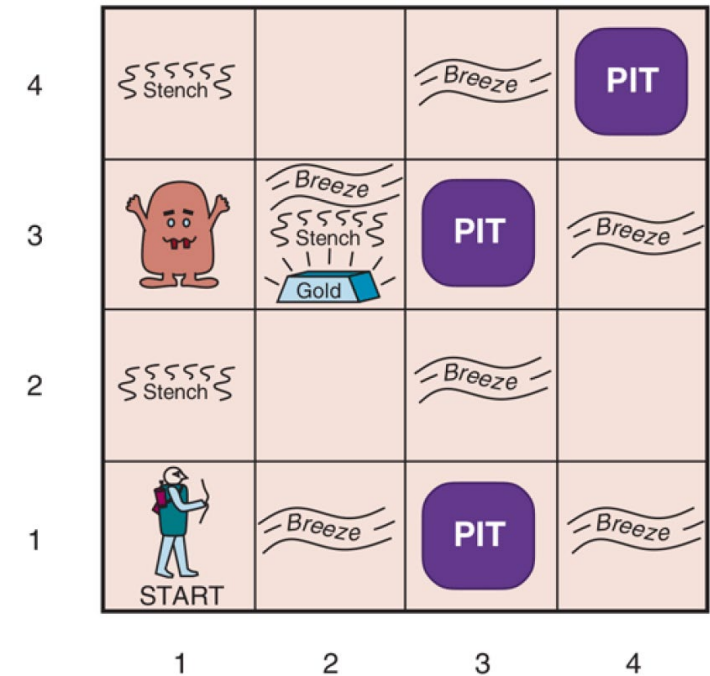 4
Stench
Breeze
PIT
3
Breeze
Stench
Gold
PIT
Breeze
2
Stench
Breeze
1
START
Breeze
PIT
Breeze
1 2 3 4